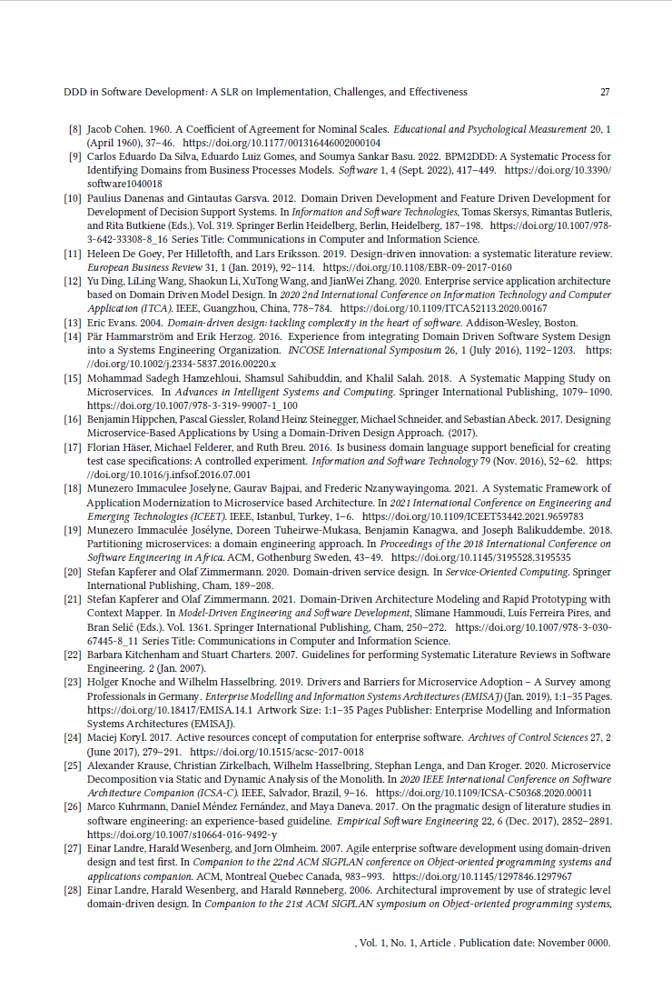 DDD in Software Development: A SLR on Implementation, Challenges, and Effectiveness 27
[8] Jacob Cohen. 1960. A Coefficient of Agreement for Nominal Scales. Educational and Psychological Measurement 20, 1
(April 1960), 37–46. https://doi.org/10.1177/001316446002000104
[9] Carlos Eduardo Da Silva, Eduardo Luiz Gomes, and Soumya Sankar Basu. 2022. BPM2DDD: A Systematic Process for
Identifying Domains from Business Processes Models. Software 1, 4 (Sept. 2022), 417–449. https://doi.org/10.3390/
software1040018
[10] Paulius Danenas and Gintautas Garsva. 2012. Domain Driven Development and Feature Driven Development for
Development of Decision Support Systems. In Information and Software Technologies, Tomas Skersys, Rimantas Butleris,
and Rita Butkiene (Eds.). Vol. 319. Springer Berlin Heidelberg, Berlin, Heidelberg, 187–198. https://doi.org/10.1007/978-
3-642-33308-8_16 Series Title: Communications in Computer and Information Science.
[11] Heleen De Goey, Per Hilletofth, and Lars Eriksson. 2019. Design-driven innovation: a systematic literature review.
European Business Review 31, 1 (Jan. 2019), 92–114. https://doi.org/10.1108/EBR-09-2017-0160
[12] Yu Ding, LiLing Wang, Shaokun Li, XuTong Wang, and JianWei Zhang. 2020. Enterprise service application architecture
based on Domain Driven Model Design. In 2020 2nd International Conference on Information Technology and Computer
Application (ITCA). IEEE, Guangzhou, China, 778–784. https://doi.org/10.1109/ITCA52113.2020.00167
[13] Eric Evans. 2004. Domain-driven design: tackling complexity in the heart of software. Addison-Wesley, Boston.
[14] Pär Hammarström and Erik Herzog. 2016. Experience from integrating Domain Driven Software System Design
into a Systems Engineering Organization. INCOSE International Symposium 26, 1 (July 2016), 1192–1203. https:
//doi.org/10.1002/j.2334-5837.2016.00220.x
[15] Mohammad Sadegh Hamzehloui, Shamsul Sahibuddin, and Khalil Salah. 2018. A Systematic Mapping Study on
Microservices. In Advances in Intelligent Systems and Computing. Springer International Publishing, 1079–1090.
https://doi.org/10.1007/978-3-319-99007-1_100
[16] Benjamin Hippchen, Pascal Giessler, Roland Heinz Steinegger, Michael Schneider, and Sebastian Abeck. 2017. Designing
Microservice-Based Applications by Using a Domain-Driven Design Approach. (2017).
[17] Florian Häser, Michael Felderer, and Ruth Breu. 2016. Is business domain language support beneficial for creating
test case specifications: A controlled experiment. Information and Software Technology 79 (Nov. 2016), 52–62. https:
//doi.org/10.1016/j.infsof.2016.07.001
[18] Munezero Immaculee Joselyne, Gaurav Bajpai, and Frederic Nzanywayingoma. 2021. A Systematic Framework of
Application Modernization to Microservice based Architecture. In 2021 International Conference on Engineering and
Emerging Technologies (ICEET). IEEE, Istanbul, Turkey, 1–6. https://doi.org/10.1109/ICEET53442.2021.9659783
[19] Munezero Immaculée Josélyne, Doreen Tuheirwe-Mukasa, Benjamin Kanagwa, and Joseph Balikuddembe. 2018.
Partitioning microservices: a domain engineering approach. In Proceedings of the 2018 International Conference on
Software Engineering in Africa. ACM, Gothenburg Sweden, 43–49. https://doi.org/10.1145/3195528.3195535
[20] Stefan Kapferer and Olaf Zimmermann. 2020. Domain-driven service design. In Service-Oriented Computing. Springer
International Publishing, Cham, 189–208.
[21] Stefan Kapferer and Olaf Zimmermann. 2021. Domain-Driven Architecture Modeling and Rapid Prototyping with
Context Mapper. In Model-Driven Engineering and Software Development, Slimane Hammoudi, Luís Ferreira Pires, and
Bran Selić (Eds.). Vol. 1361. Springer International Publishing, Cham, 250–272. https://doi.org/10.1007/978-3-030-
67445-8_11 Series Title: Communications in Computer and Information Science.
[22] Barbara Kitchenham and Stuart Charters. 2007. Guidelines for performing Systematic Literature Reviews in Software
Engineering. 2 (Jan. 2007).
[23] Holger Knoche and Wilhelm Hasselbring. 2019. Drivers and Barriers for Microservice Adoption – A Survey among
Professionals in Germany. Enterprise Modelling and Information Systems Architectures (EMISAJ) (Jan. 2019), 1:1–35 Pages.
https://doi.org/10.18417/EMISA.14.1 Artwork Size: 1:1–35 Pages Publisher: Enterprise Modelling and Information
Systems Architectures (EMISAJ).
[24] Maciej Koryl. 2017. Active resources concept of computation for enterprise software. Archives of Control Sciences 27, 2
(June 2017), 279–291. https://doi.org/10.1515/acsc-2017-0018
[25] Alexander Krause, Christian Zirkelbach, Wilhelm Hasselbring, Stephan Lenga, and Dan Kroger. 2020. Microservice
Decomposition via Static and Dynamic Analysis of the Monolith. In 2020 IEEE International Conference on Software
Architecture Companion (ICSA-C). IEEE, Salvador, Brazil, 9–16. https://doi.org/10.1109/ICSA-C50368.2020.00011
[26] Marco Kuhrmann, Daniel Méndez Fernández, and Maya Daneva. 2017. On the pragmatic design of literature studies in
software engineering: an experience-based guideline. Empirical Software Engineering 22, 6 (Dec. 2017), 2852–2891.
https://doi.org/10.1007/s10664-016-9492-y
[27] Einar Landre, Harald Wesenberg, and Jorn Olmheim. 2007. Agile enterprise software development using domain-driven
design and test first. In Companion to the 22nd ACM SIGPLAN conference on Object-oriented programming systems and
applications companion. ACM, Montreal Quebec Canada, 983–993. https://doi.org/10.1145/1297846.1297967
[28] Einar Landre, Harald Wesenberg, and Harald Rønneberg. 2006. Architectural improvement by use of strategic level
domain-driven design. In Companion to the 21st ACM SIGPLAN symposium on Object-oriented programming systems,
, Vol. 1, No. 1, Article . Publication date: November 0000.